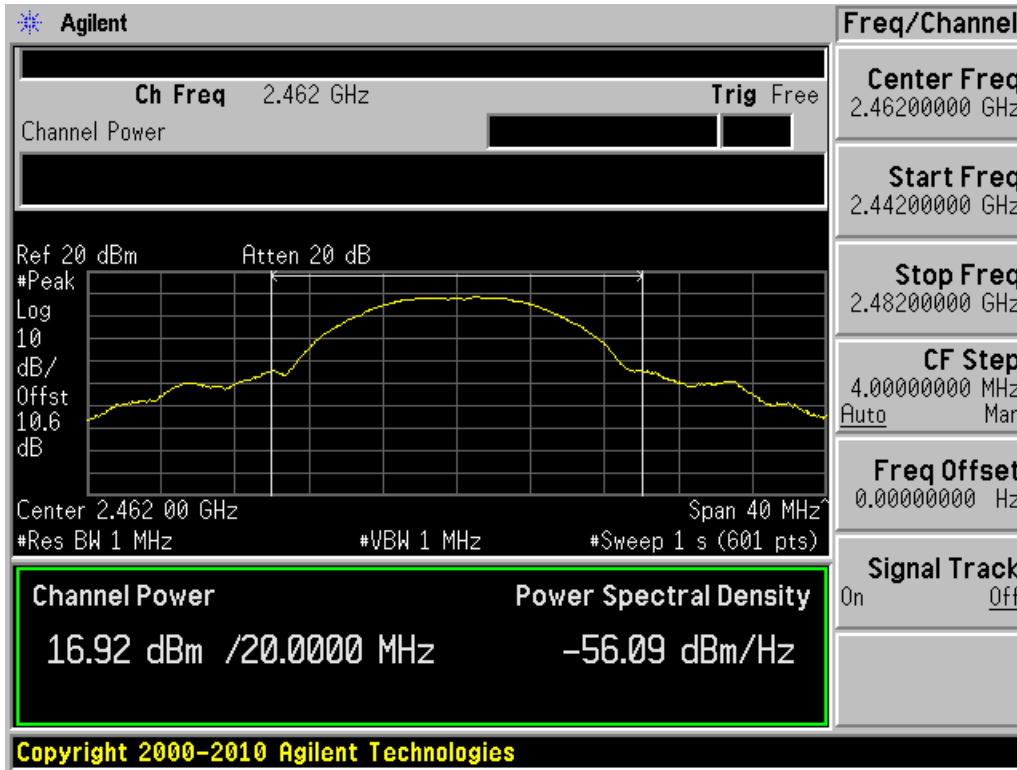 Agilent
Freq/Channel
Ch Freq 2.462 GHz Trig Free
Channel Power
Center Freq
2.46200000 GHz
Start Freq
2.44200000 GHz
Stop Freq
2.48200000 GHz
CF Step
4.00000000 MHz
Auto Man
Freq Offset
0.00000000 Hz
Signal Track
On Off
Ref 20 dBm Atten 20 dB
#Peak
Log
10
dB/
Offst
10.6
dB
Center 2.462 00 GHz Span 40 MHz^
#Res BW 1 MHz #VBW 1 MHz #Sweep 1 s (601 pts)
Channel Power Power Spectral Density
16.92 dBm /20.0000 MHz -56.09 dBm/Hz
Copyright 2000-2010 Agilent Technologies